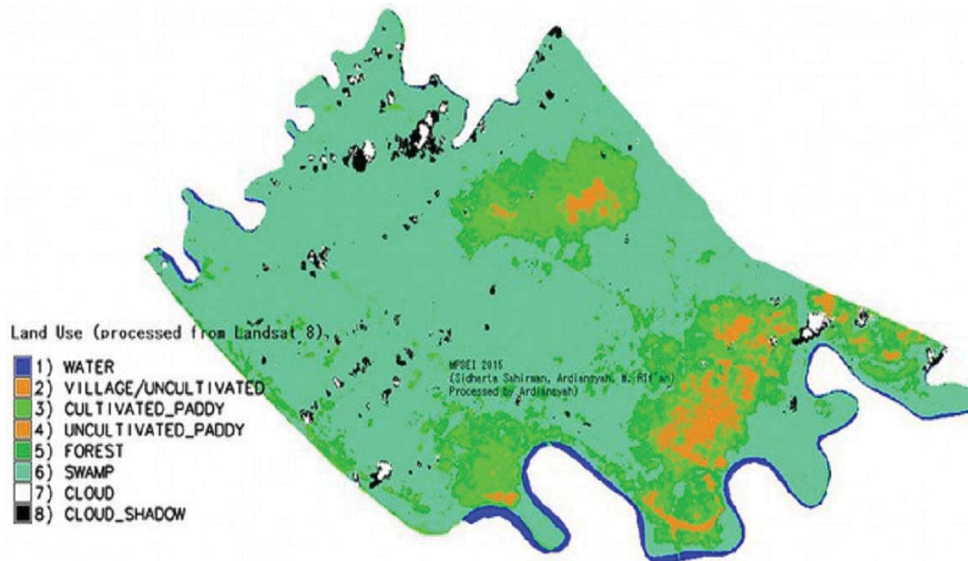 Land Use (processed from Landsat 8).
1) WATER
2) VILLAGE/UNCULTIVATED
3) CULTIVATED_PADDY
4) UNCULTIVATED_PADDY
5) FOREST
6) SWAMP
7) CLOUD
8) CLOUD_SHADOW
MPSEI 2015
(Sidharta Sahirman, Ardiansyah, M. Rif'an)
Processed by Ardiansyah)